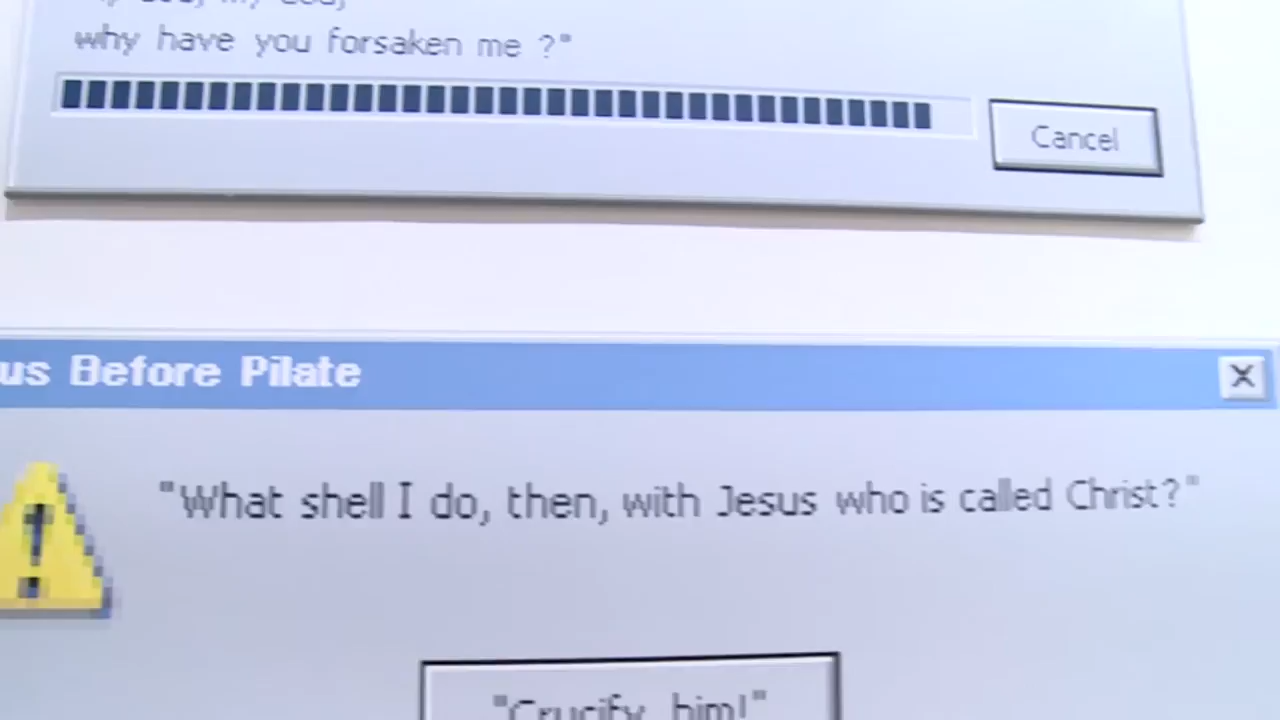 why have you forsaken me ?"
Cancel
us Before Pilate
"What shell I do, then, with Jesus who is called Christ?"
"Crucify him!"